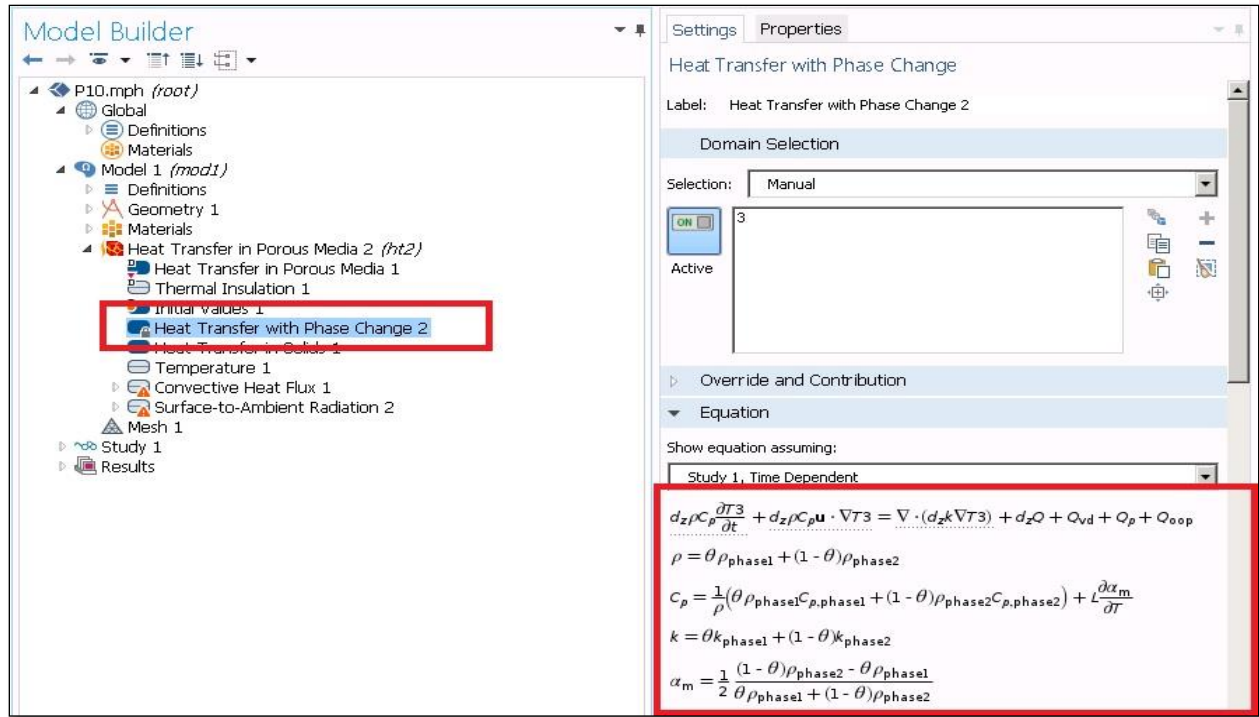 Model Builder
P10.mph (root)
Global
Definitions
Materials
Model 1 (mod1)
Definitions
Geometry 1
Materials
Heat Transfer in Porous Media 2 (ht2)
Heat Transfer in Porous Media 1
Thermal Insulation 1
Initial Values 1
Heat Transfer with Phase Change 2
Heat Transfer in Solids 1
Temperature 1
Convective Heat Flux 1
Surface-to-Ambient Radiation 2
Mesh 1
Study 1
Results
Settings Properties
Heat Transfer with Phase Change
Label: Heat Transfer with Phase Change 2
Domain Selection
Selection: Manual
ON
3
Active
Override and Contribution
Equation
Show equation assuming:
Study 1, Time Dependent
d_zρC_p ∂T3/∂t + d_zρC_p**u** · ∇T3 = ∇ · (d_zk∇T3) + d_zQ + Q_vd + Q_p + Q_oop
ρ = θρ_phase1 + (1 - θ)ρ_phase2
C_p = 1/ρ (θρ_phase1C_p,phase1 + (1 - θ)ρ_phase2C_p,phase2) + L ∂α_m/∂T
k = θk_phase1 + (1 - θ)k_phase2
α_m = 1/2 ((1 - θ)ρ_phase2 - θρ_phase1)/(θρ_phase1 + (1 - θ)ρ_phase2)